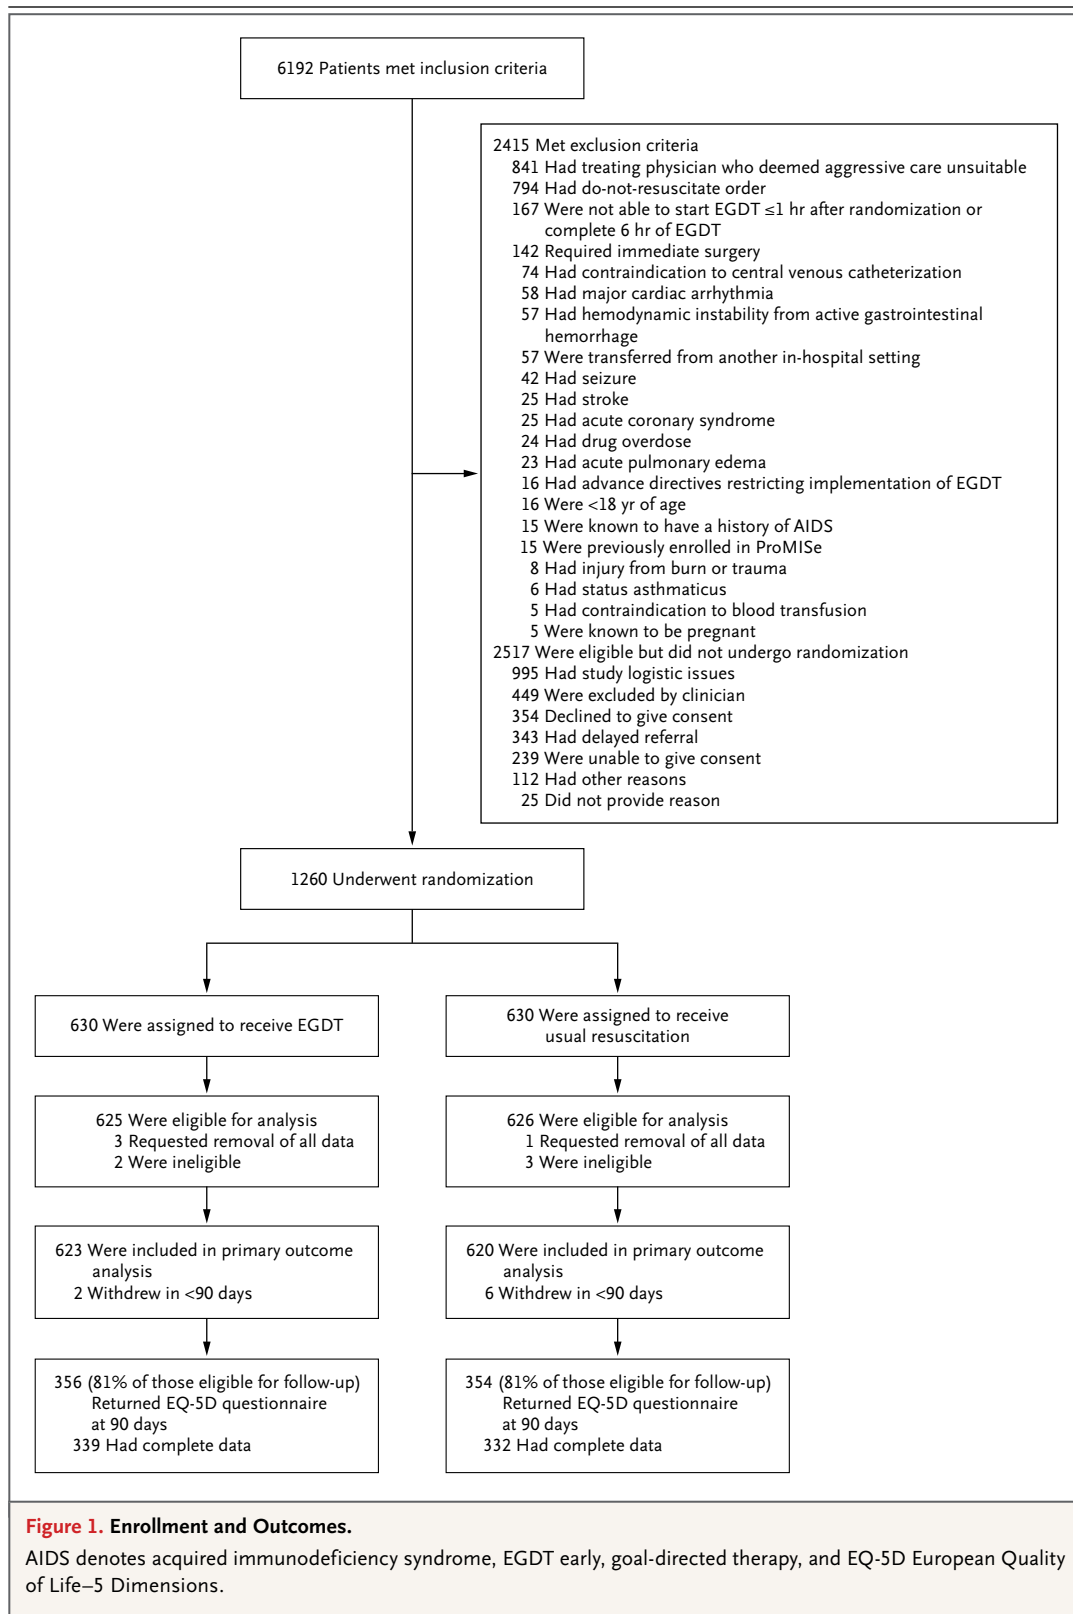 6192 Patients met inclusion criteria
2415 Met exclusion criteria
841 Had treating physician who deemed aggressive care unsuitable
794 Had do-not-resuscitate order
167 Were not able to start EGDT ≤1 hr after randomization or
complete 6 hr of EGDT
142 Required immediate surgery
74 Had contraindication to central venous catheterization
58 Had major cardiac arrhythmia
57 Had hemodynamic instability from active gastrointestinal
hemorrhage
57 Were transferred from another in-hospital setting
42 Had seizure
25 Had stroke
25 Had acute coronary syndrome
24 Had drug overdose
23 Had acute pulmonary edema
16 Had advance directives restricting implementation of EGDT
16 Were <18 yr of age
15 Were known to have a history of AIDS
15 Were previously enrolled in ProMISe
8 Had injury from burn or trauma
6 Had status asthmaticus
5 Had contraindication to blood transfusion
5 Were known to be pregnant
2517 Were eligible but did not undergo randomization
995 Had study logistic issues
449 Were excluded by clinician
354 Declined to give consent
343 Had delayed referral
239 Were unable to give consent
112 Had other reasons
25 Did not provide reason
1260 Underwent randomization
630 Were assigned to receive EGDT
630 Were assigned to receive
usual resuscitation
625 Were eligible for analysis
3 Requested removal of all data
2 Were ineligible
626 Were eligible for analysis
1 Requested removal of all data
3 Were ineligible
623 Were included in primary outcome
analysis
2 Withdrew in <90 days
620 Were included in primary outcome
analysis
6 Withdrew in <90 days
356 (81% of those eligible for follow-up)
Returned EQ-5D questionnaire
at 90 days
339 Had complete data
354 (81% of those eligible for follow-up)
Returned EQ-5D questionnaire
at 90 days
332 Had complete data
Figure 1. Enrollment and Outcomes.
AIDS denotes acquired immunodeficiency syndrome, EGDT early, goal-directed therapy, and EQ-5D European Quality
of Life–5 Dimensions.